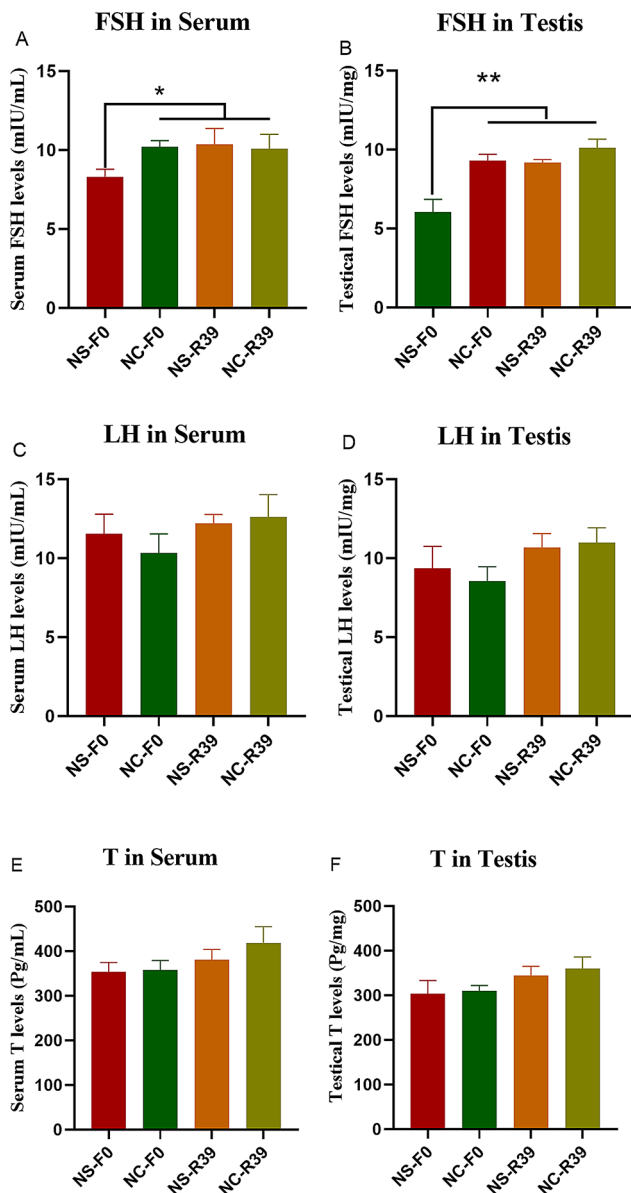 A
FSH in Serum
Serum FSH levels (mIU/mL)
15
10
5
0
*
NS-F0
NC-F0
NS-R39
NC-R39
B
FSH in Testis
Testical FSH levels (mIU/mg)
15
10
5
0
**
NS-F0
NC-F0
NS-R39
NC-R39
C
LH in Serum
Serum LH levels (mIU/mL)
15
10
5
0
NS-F0
NC-F0
NS-R39
NC-R39
D
LH in Testis
Testical LH levels (mIU/mg)
15
10
5
0
NS-F0
NC-F0
NS-R39
NC-R39
E
T in Serum
Serum T levels (Pg/mL)
500
400
300
200
100
0
NS-F0
NC-F0
NS-R39
NC-R39
F
T in Testis
Testical T levels (Pg/mg)
500
400
300
200
100
0
NS-F0
NC-F0
NS-R39
NC-R39